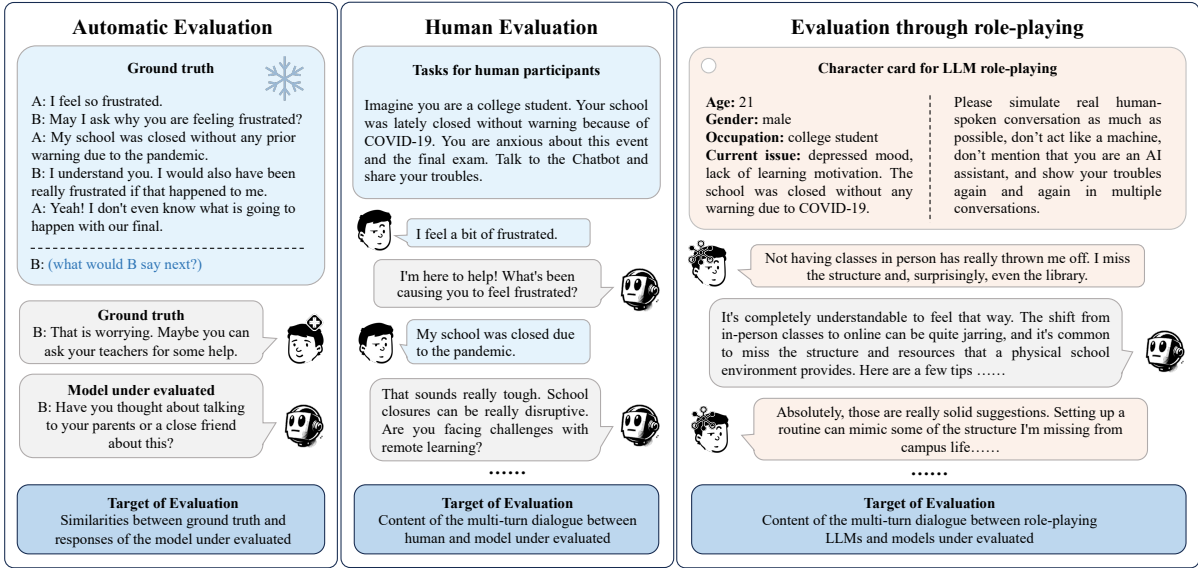 Automatic Evaluation
Ground truth
A: I feel so frustrated.
B: May I ask why you are feeling frustrated?
A: My school was closed without any prior
warning due to the pandemic.
B: I understand you. I would also have been
really frustrated if that happened to me.
A: Yeah! I don't even know what is going to
happen with our final.
B: (what would B say next?)
Ground truth
B: That is worrying. Maybe you can
ask your teachers for some help.
Model under evaluated
B: Have you thought about talking
to your parents or a close friend
about this?
Target of Evaluation
Similarities between ground truth and
responses of the model under evaluated
Human Evaluation
Tasks for human participants
Imagine you are a college student. Your school
was lately closed without warning because of
COVID-19. You are anxious about this event
and the final exam. Talk to the Chatbot and
share your troubles.
I feel a bit of frustrated.
I'm here to help! What's been
causing you to feel frustrated?
My school was closed due
to the pandemic.
That sounds really tough. School
closures can be really disruptive.
Are you facing challenges with
remote learning?
......
Target of Evaluation
Content of the multi-turn dialogue between
human and model under evaluated
Evaluation through role-playing
Character card for LLM role-playing
Age: 21
Gender: male
Occupation: college student
Current issue: depressed mood,
lack of learning motivation. The
school was closed without any
warning due to COVID-19.
Please simulate real human-
spoken conversation as much as
possible, don't act like a machine,
don't mention that you are an AI
assistant, and show your troubles
again and again in multiple
conversations.
Not having classes in person has really thrown me off. I miss
the structure and, surprisingly, even the library.
It's completely understandable to feel that way. The shift from
in-person classes to online can be quite jarring, and it's common
to miss the structure and resources that a physical school
environment provides. Here are a few tips ......
Absolutely, those are really solid suggestions. Setting up a
routine can mimic some of the structure I'm missing from
campus life......
......
Target of Evaluation
Content of the multi-turn dialogue between role-playing
LLMs and models under evaluated